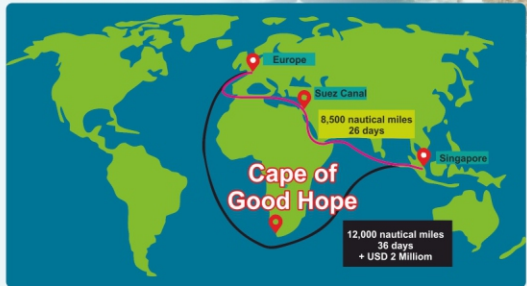 Europe
Suez Canal
8,500 nautical miles
26 days
Singapore
Cape of
Good Hope
12,000 nautical miles
36 days
+ USD 2 Milliom